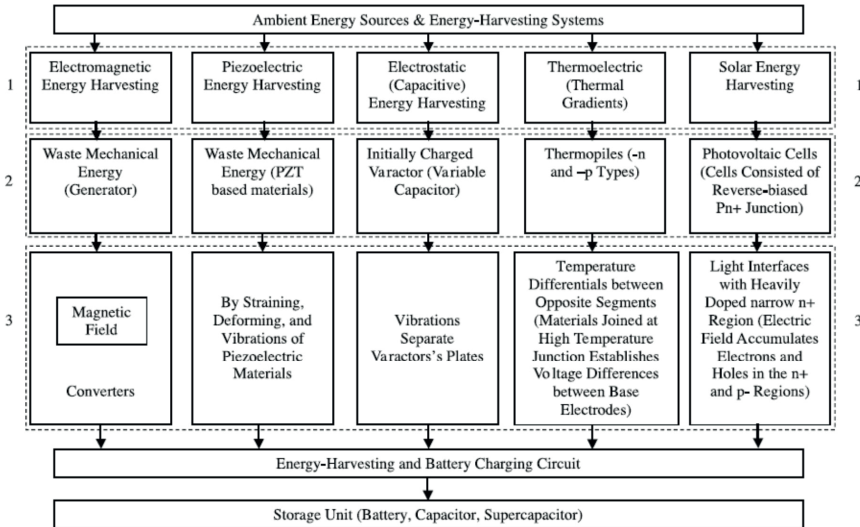 Ambient Energy Sources & Energy-Harvesting Systems
1
Electromagnetic
Energy Harvesting
Piezoelectric
Energy Harvesting
Electrostatic
(Capacitive)
Energy Harvesting
Thermoelectric
(Thermal
Gradients)
Solar Energy
Harvesting
1
2
Waste Mechanical
Energy
(Generator)
Waste Mechanical
Energy (PZT
based materials)
Initially Charged
Varactor (Variable
Capacitor)
Thermopiles (-n
and –p Types)
Photovoltaic Cells
(Cells Consisted of
Reverse-biased
Pn+ Junction)
2
3
Magnetic
Field
Converters
By Straining,
Deforming, and
Vibrations of
Piezoelectric
Materials
Vibrations
Separate
Varactors's Plates
Temperature
Differentials between
Opposite Segments
(Materials Joined at
High Temperature
Junction Establishes
Voltage Differences
between Base
Electrodes)
Light Interfaces
with Heavily
Doped narrow n+
Region (Electric
Field Accumulates
Electrons and
Holes in the n+
and p- Regions)
3
Energy-Harvesting and Battery Charging Circuit
Storage Unit (Battery, Capacitor, Supercapacitor)